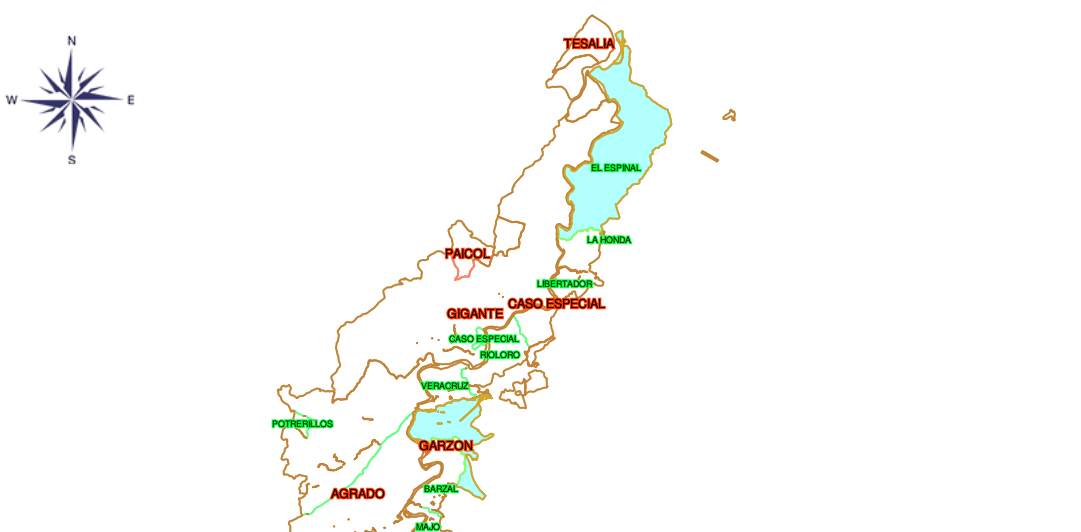 N
TESALIA
W
E
S
EL ESPINAL
LA HONDA
PAICOL
LIBERTADOR
CASO ESPECIAL
GIGANTE
CASO ESPECIAL
RIOLORO
VERACRUZ
POTRERILLOS
GARZON
BARZAL
AGRADO
MAJO